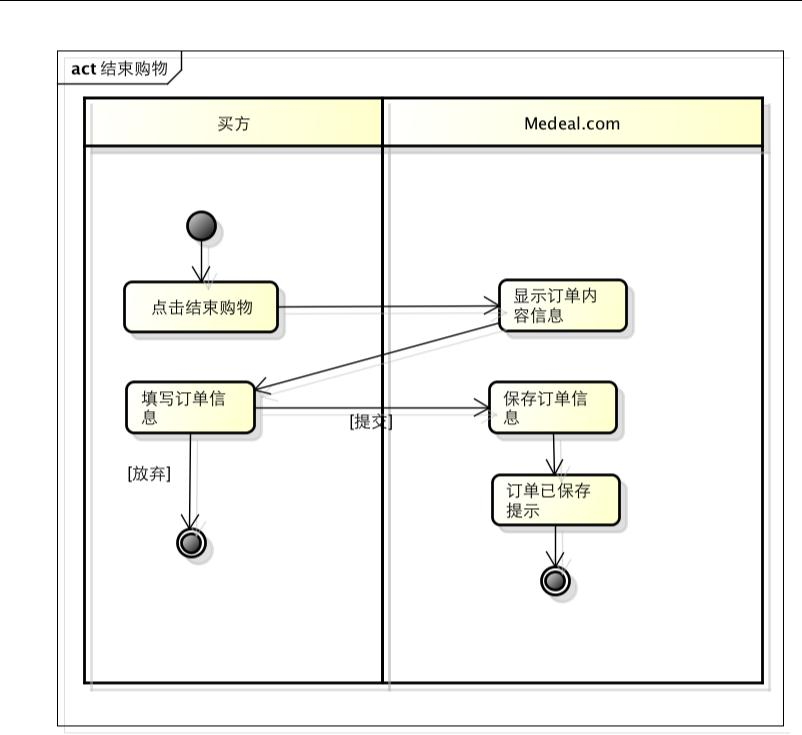 act 结束购物
买方
Medeal.com
点击结束购物
显示订单内
容信息
填写订单信
息
[提交]
保存订单信
息
[放弃]
订单已保存
提示